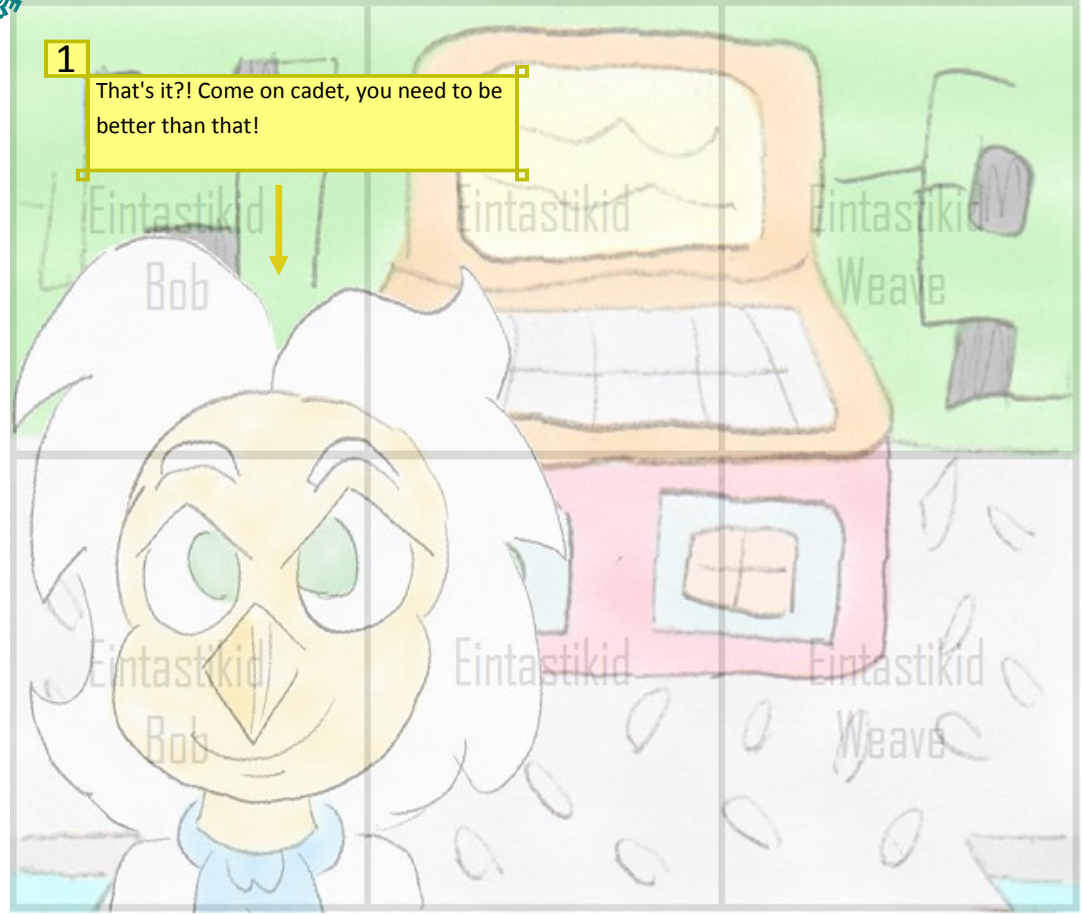 1
That's it?! Come on cadet, you need to be
better than that!
Eintastikid
Eintastikid
Eintastikid
Bob
Weave
Eintastikid
Eintastikid
Eintastikid
Bob
Weave